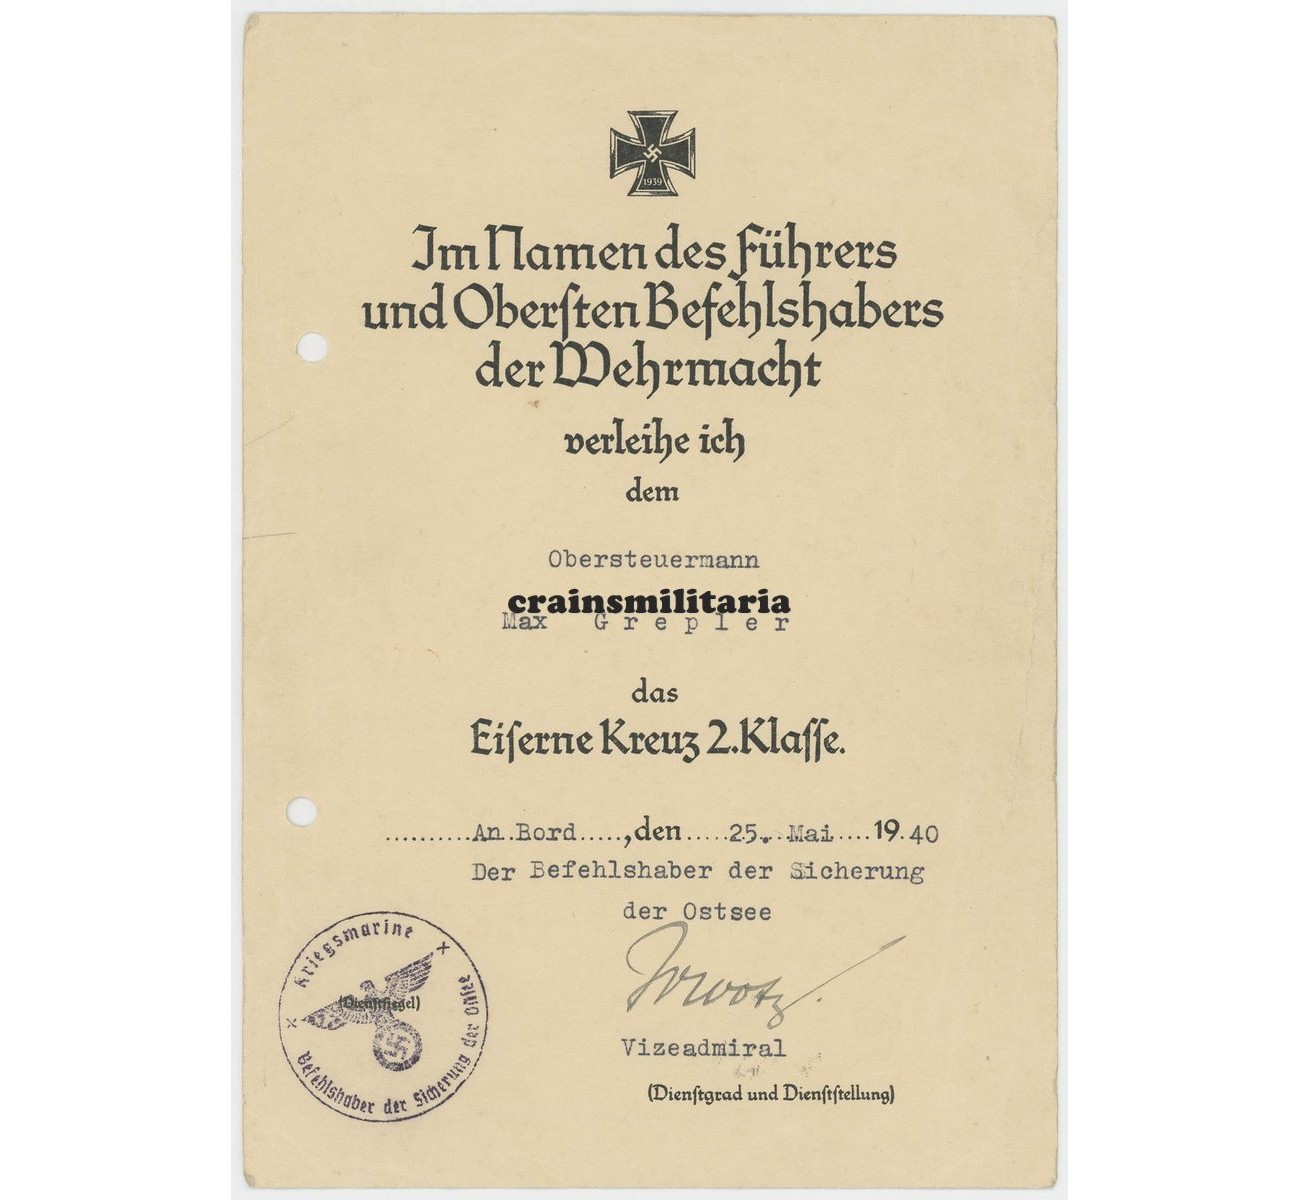 1939
Im Namen des Führers
und Oberſten Befehlshabers
der Wehrmacht
verleihe ich
dem
Obersteuermann
crainsmilitaria
Max Grepler
das
Eiſerne Kreuz 2.Klaſſe.
..........An Bord.....,den.....25. Mai....19 40
Der Befehlshaber der Sicherung
der Ostsee
Kriegsmarine
Befehlshaber der Sicherung der Oſtſee
(Dienſtſiegel)
Vizeadmiral
(Dienſtgrad und Dienſtſtellung)